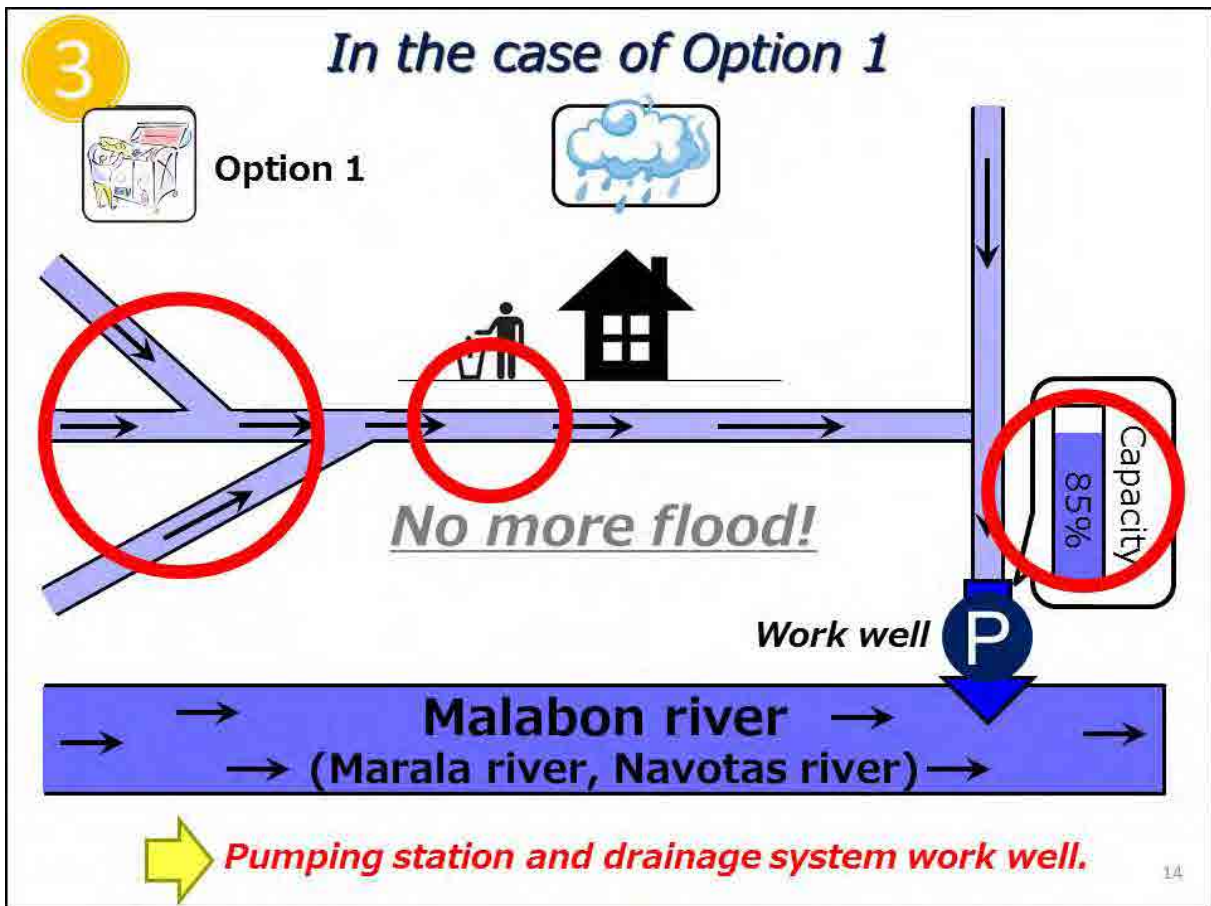 3
In the case of Option 1
Option 1
Capacity
85%
No more flood!
Work well
P
Malabon river
(Marala river, Navotas river)
Pumping station and drainage system work well.
14